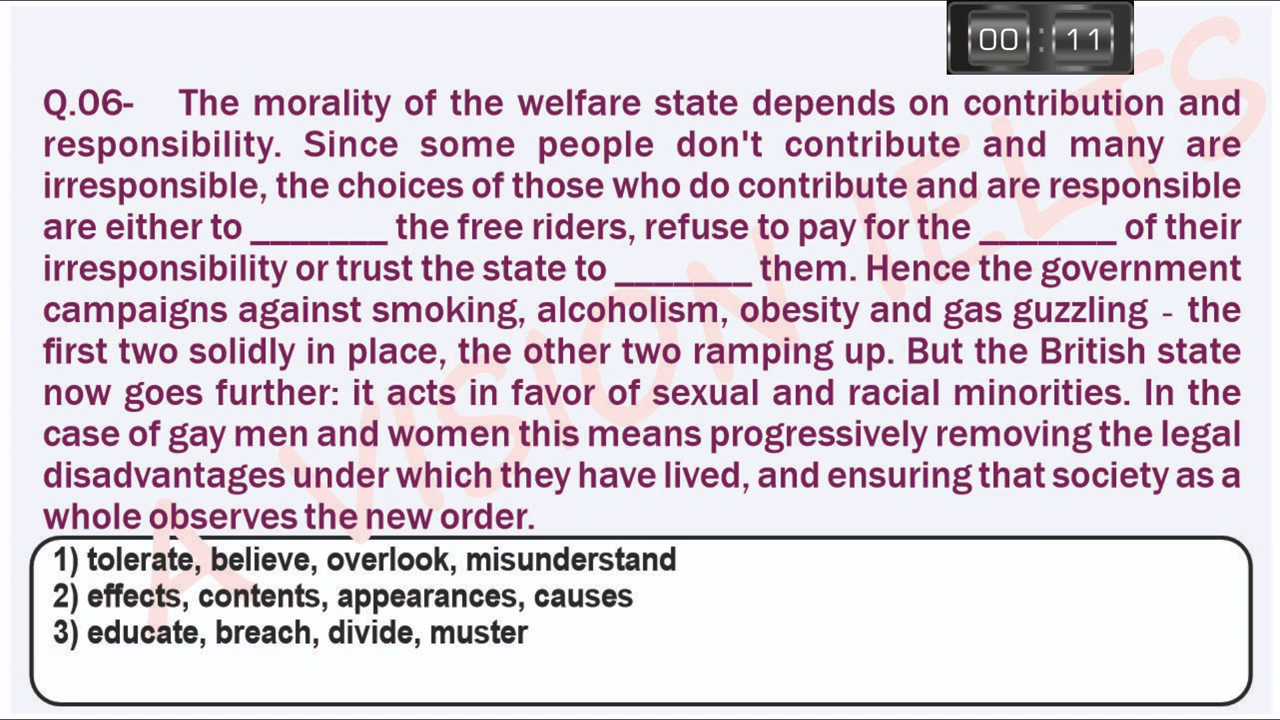 00:11
Q.06- The morality of the welfare state depends on contribution and
responsibility. Since some people don't contribute and many are
irresponsible, the choices of those who do contribute and are responsible
are either to _______ the free riders, refuse to pay for the _______ of their
irresponsibility or trust the state to _______ them. Hence the government
campaigns against smoking, alcoholism, obesity and gas guzzling - the
first two solidly in place, the other two ramping up. But the British state
now goes further: it acts in favor of sexual and racial minorities. In the
case of gay men and women this means progressively removing the legal
disadvantages under which they have lived, and ensuring that society as a
whole observes the new order.
1) tolerate, believe, overlook, misunderstand
2) effects, contents, appearances, causes
3) educate, breach, divide, muster
A VISION IELTS